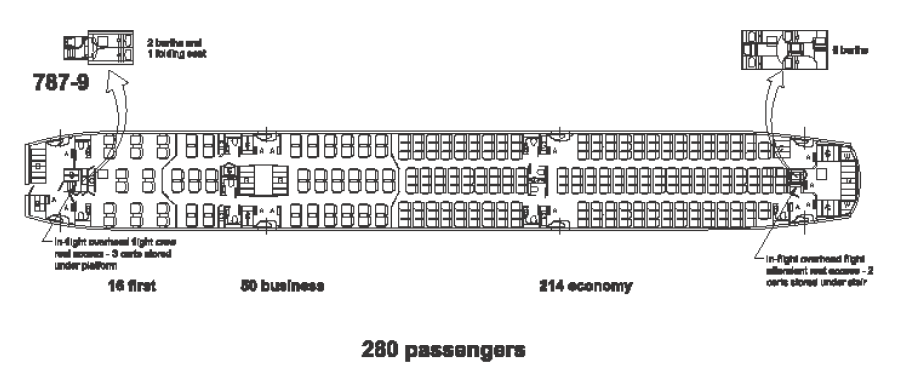 2 berths and
1 folding seat
6 berths
787-9
In-flight overhead flight crew
rest access - 3 carts stored
under platform
In-flight overhead flight
attendant rest access - 2
carts stored under stair
16 first
50 business
214 economy
280 passengers